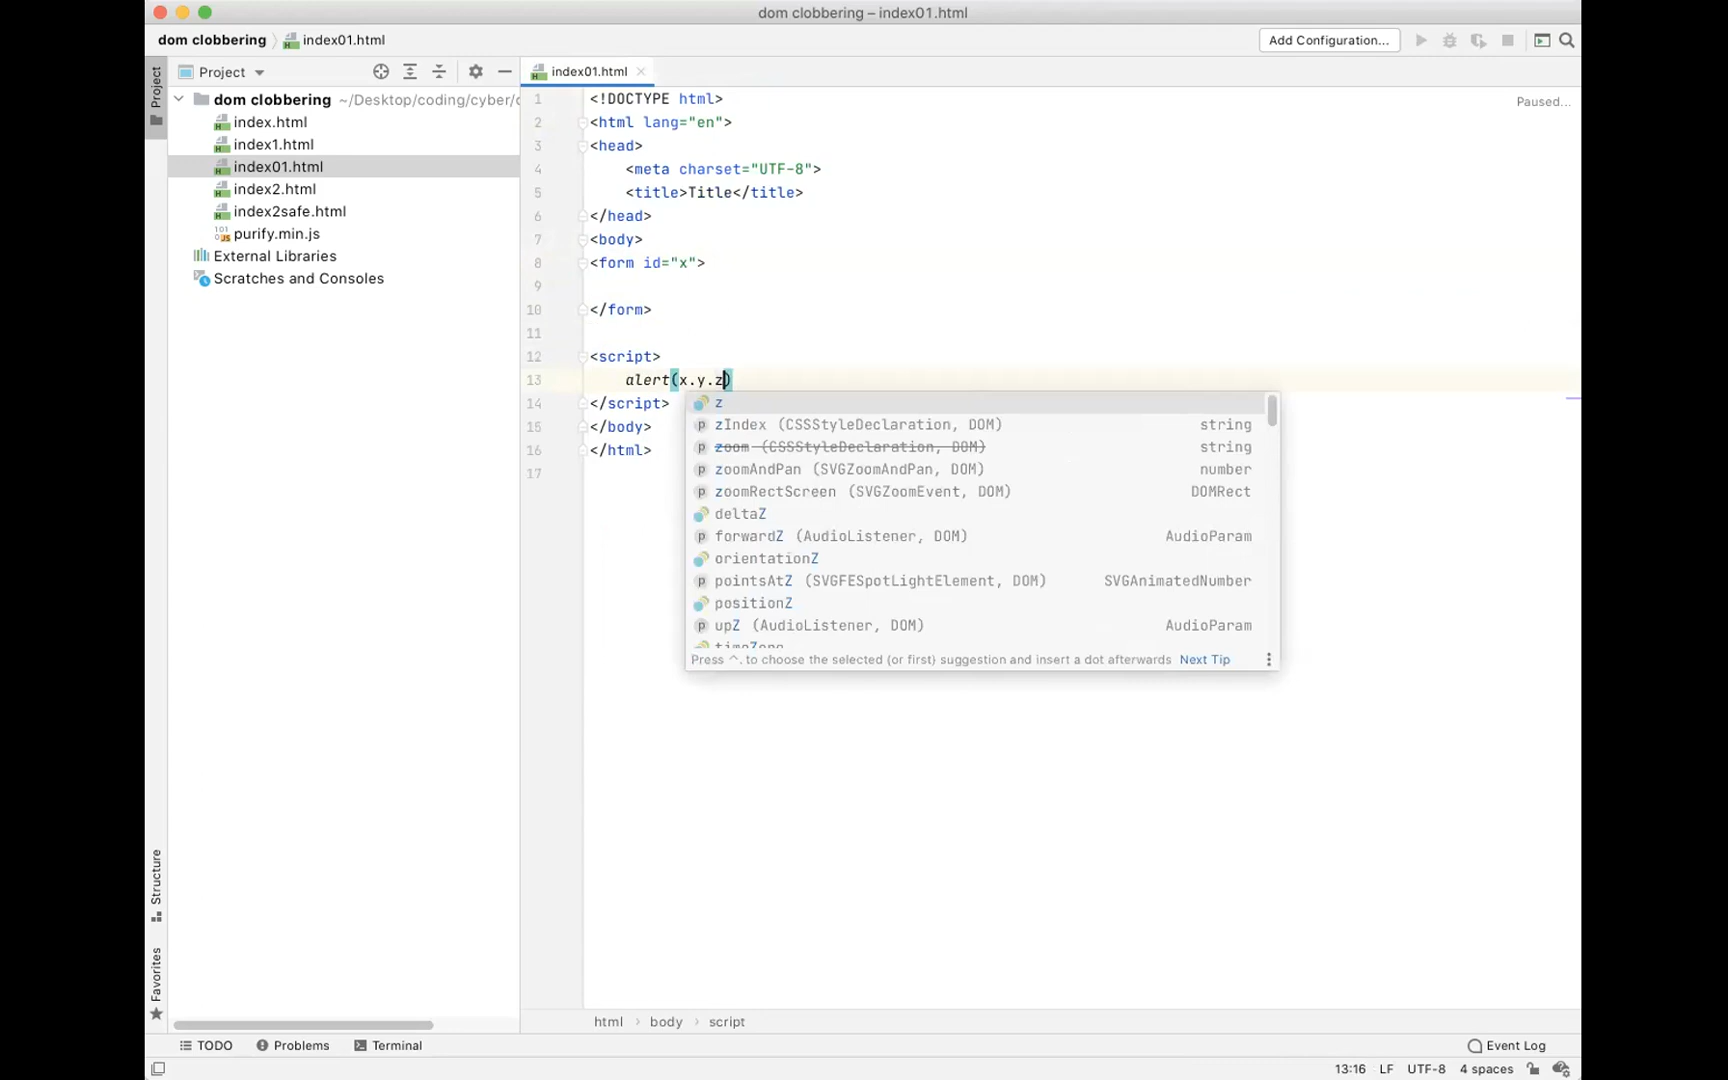 dom clobbering – index01.html
dom clobbering
index01.html
Add Configuration...
Project
Project
index01.html
Paused...
dom clobbering ~/Desktop/coding/cyber/
index.html
index1.html
index01.html
index2.html
index2safe.html
purify.min.js
External Libraries
Scratches and Consoles
1 <!DOCTYPE html>
2 <html lang="en">
3 <head>
4 <meta charset="UTF-8">
5 <title>Title</title>
6 </head>
7 <body>
8 <form id="x">
9
10 </form>
11
12 <script>
13 alert(x.y.z)
14 </script>
15 </body>
16 </html>
17
z
zIndex (CSSStyleDeclaration, DOM) string
zoom (CSSStyleDeclaration, DOM) string
zoomAndPan (SVGZoomAndPan, DOM) number
zoomRectScreen (SVGZoomEvent, DOM) DOMRect
deltaZ
forwardZ (AudioListener, DOM) AudioParam
orientationZ
pointsAtZ (SVGFESpotLightElement, DOM) SVGAnimatedNumber
positionZ
upZ (AudioListener, DOM) AudioParam
timeZone
Press ^. to choose the selected (or first) suggestion and insert a dot afterwards Next Tip
Structure
Favorites
html › body › script
TODO
Problems
Terminal
Event Log
13:16 LF UTF-8 4 spaces